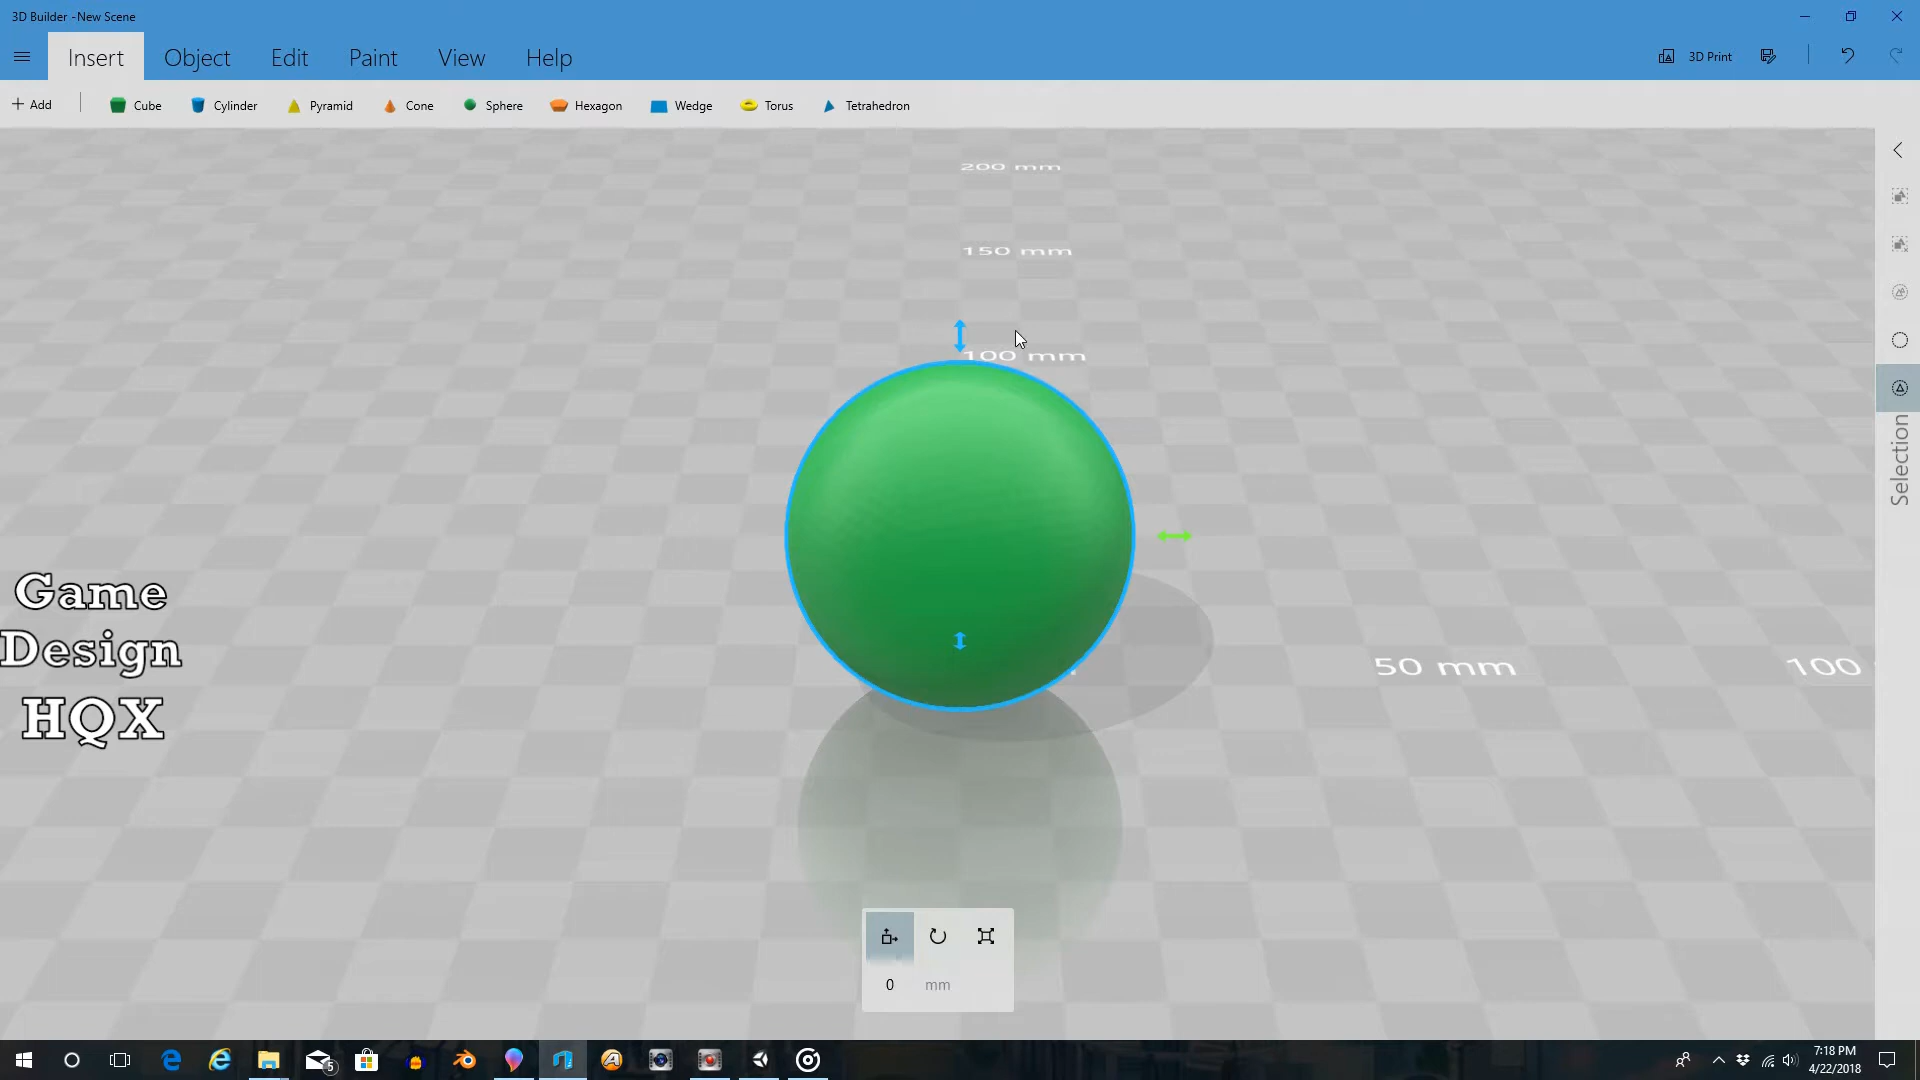 3D Builder -New Scene
Insert Object Edit Paint View Help
3D Print
Add Cube Cylinder Pyramid Cone Sphere Hexagon Wedge Torus Tetrahedron
200 mm
150 mm
100 mm
50 mm
100
Selection
Game
Design
HQX
0 mm
5
7:18 PM
4/22/2018